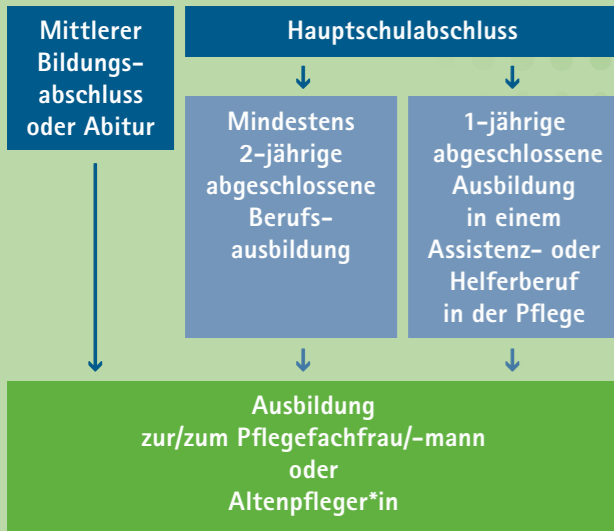 Mittlerer
Bildungs-
abschluss
oder Abitur
Hauptschulabschluss
Mindestens
2-jährige
abgeschlossene
Berufs-
ausbildung
1-jährige
abgeschlossene
Ausbildung
in einem
Assistenz- oder
Helferberuf
in der Pflege
Ausbildung
zur/zum Pflegefachfrau/-mann
oder
Altenpfleger*in